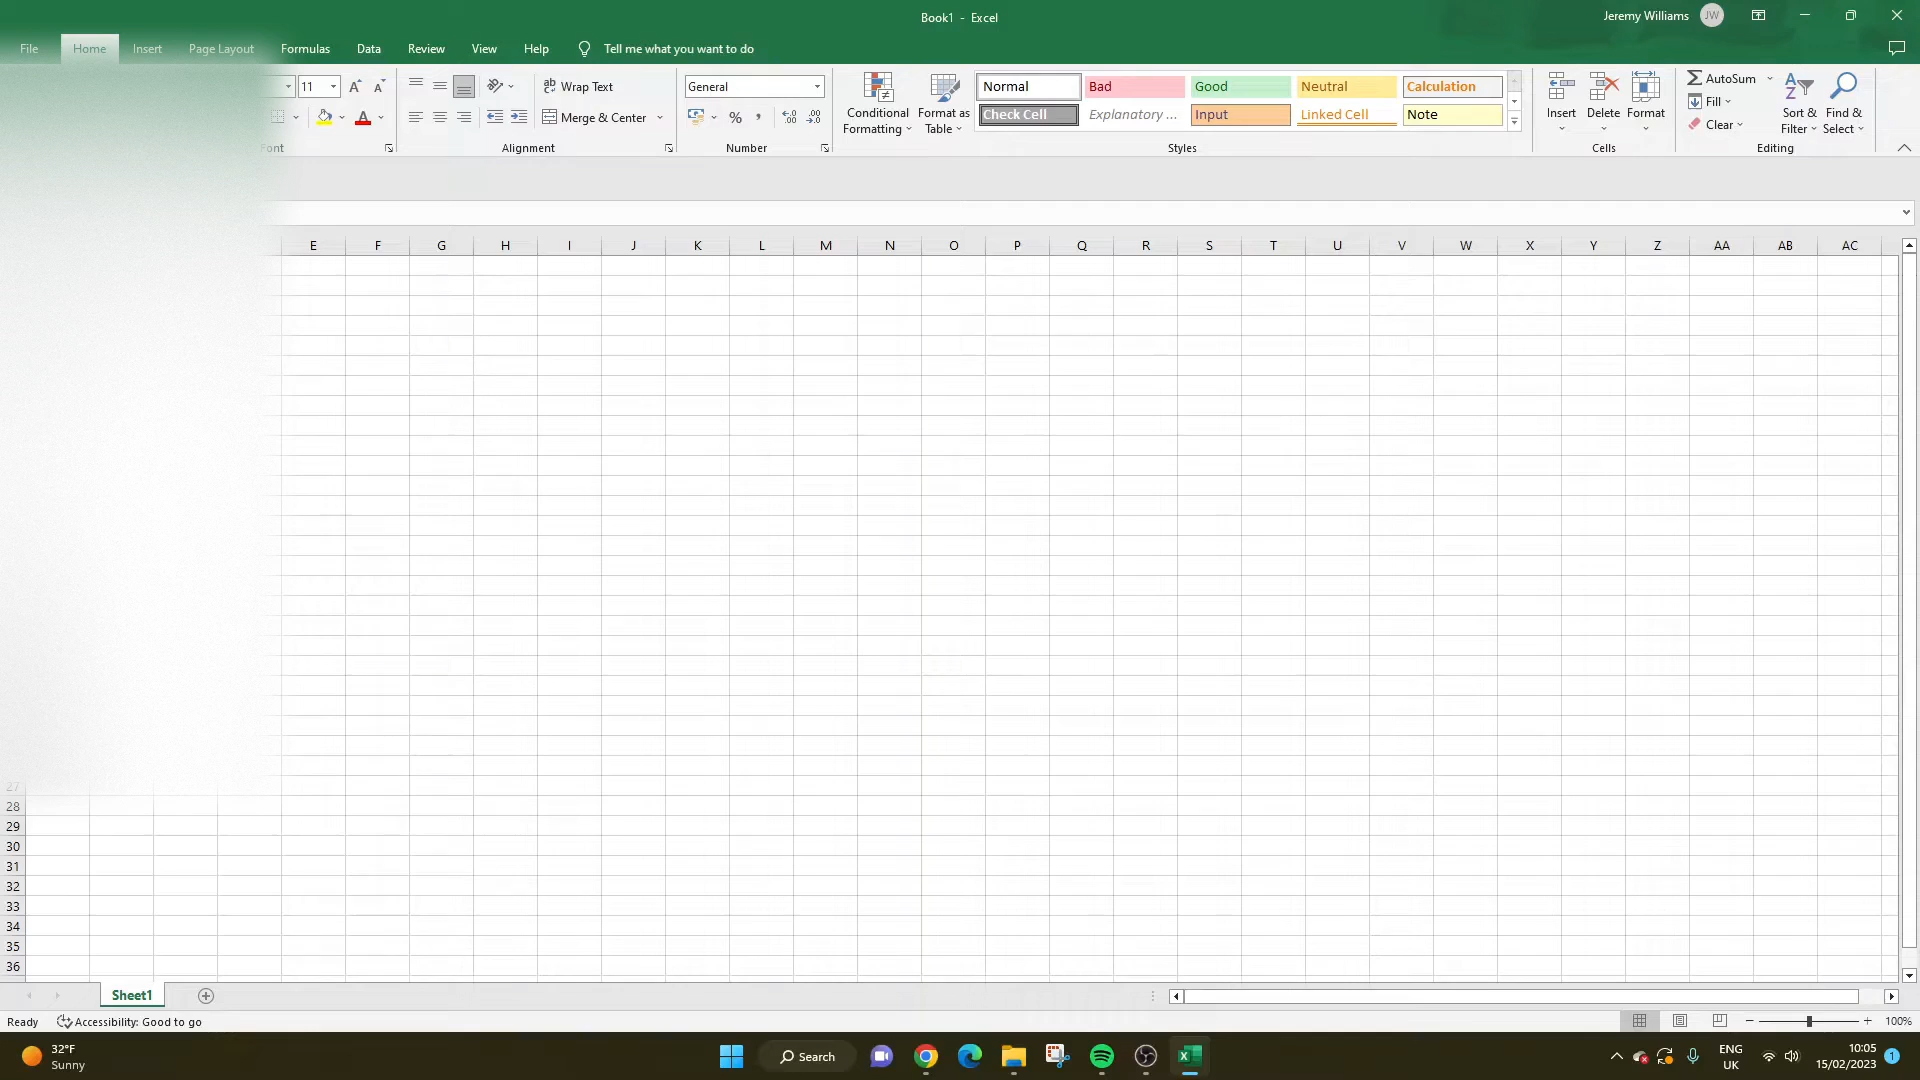 Book1 - Excel
Jeremy Williams JW
File Home Insert Page Layout Formulas Data Review View Help Tell me what you want to do
11 A A Wrap Text General Normal Bad Good Neutral Calculation AutoSum
Conditional Formatting Format as Table Insert Delete Format Fill Sort & Filter Find & Select
A Merge & Center % , Check Cell Explanatory ... Input Linked Cell Note Clear
Font Alignment Number Styles Cells Editing
E F G H I J K L M N O P Q R S T U V W X Y Z AA AB AC
27
28
29
30
31
32
33
34
35
36
Sheet1
Ready Accessibility: Good to go 100%
32°F
Sunny
Search
ENG
UK
10:05
15/02/2023 1